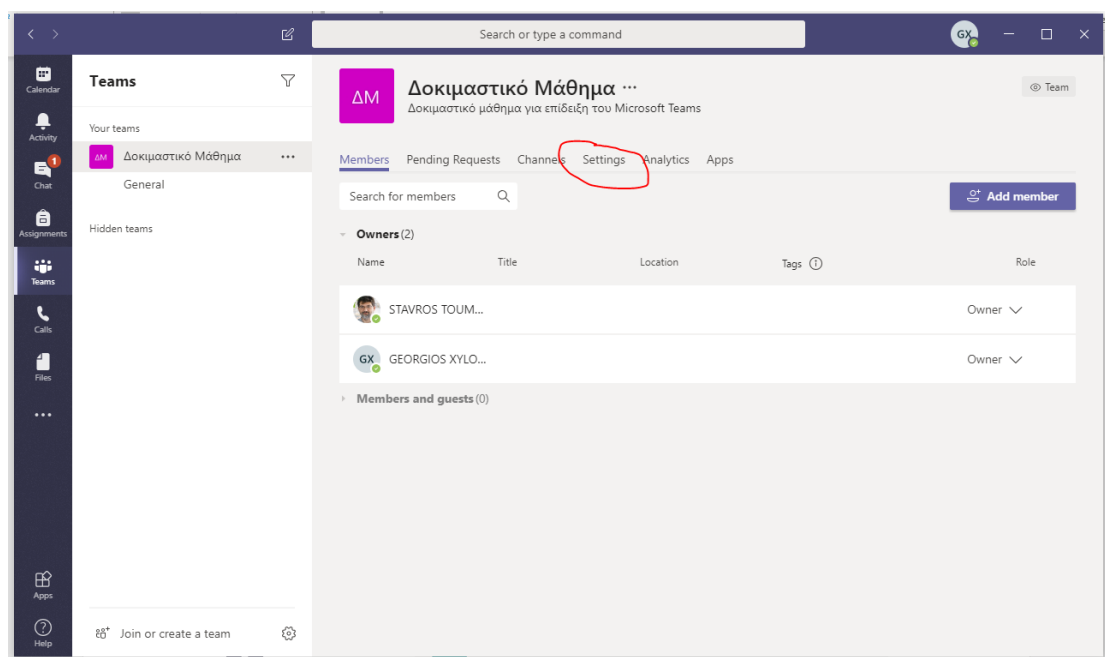 Search or type a command
GX
Calendar
Activity
1
Chat
Assignments
Teams
Calls
Files
Apps
Help
Teams
Your teams
ΔΜ Δοκιμαστικό Μάθημα
General
Hidden teams
Join or create a team
ΔΜ
Δοκιμαστικό Μάθημα
Δοκιμαστικό μάθημα για επίδειξη του Microsoft Teams
Team
Members Pending Requests Channels Settings Analytics Apps
Search for members
Add member
Owners (2)
Name Title Location Tags Role
STAVROS TOUM... Owner
GX GEORGIOS XYLO... Owner
Members and guests (0)